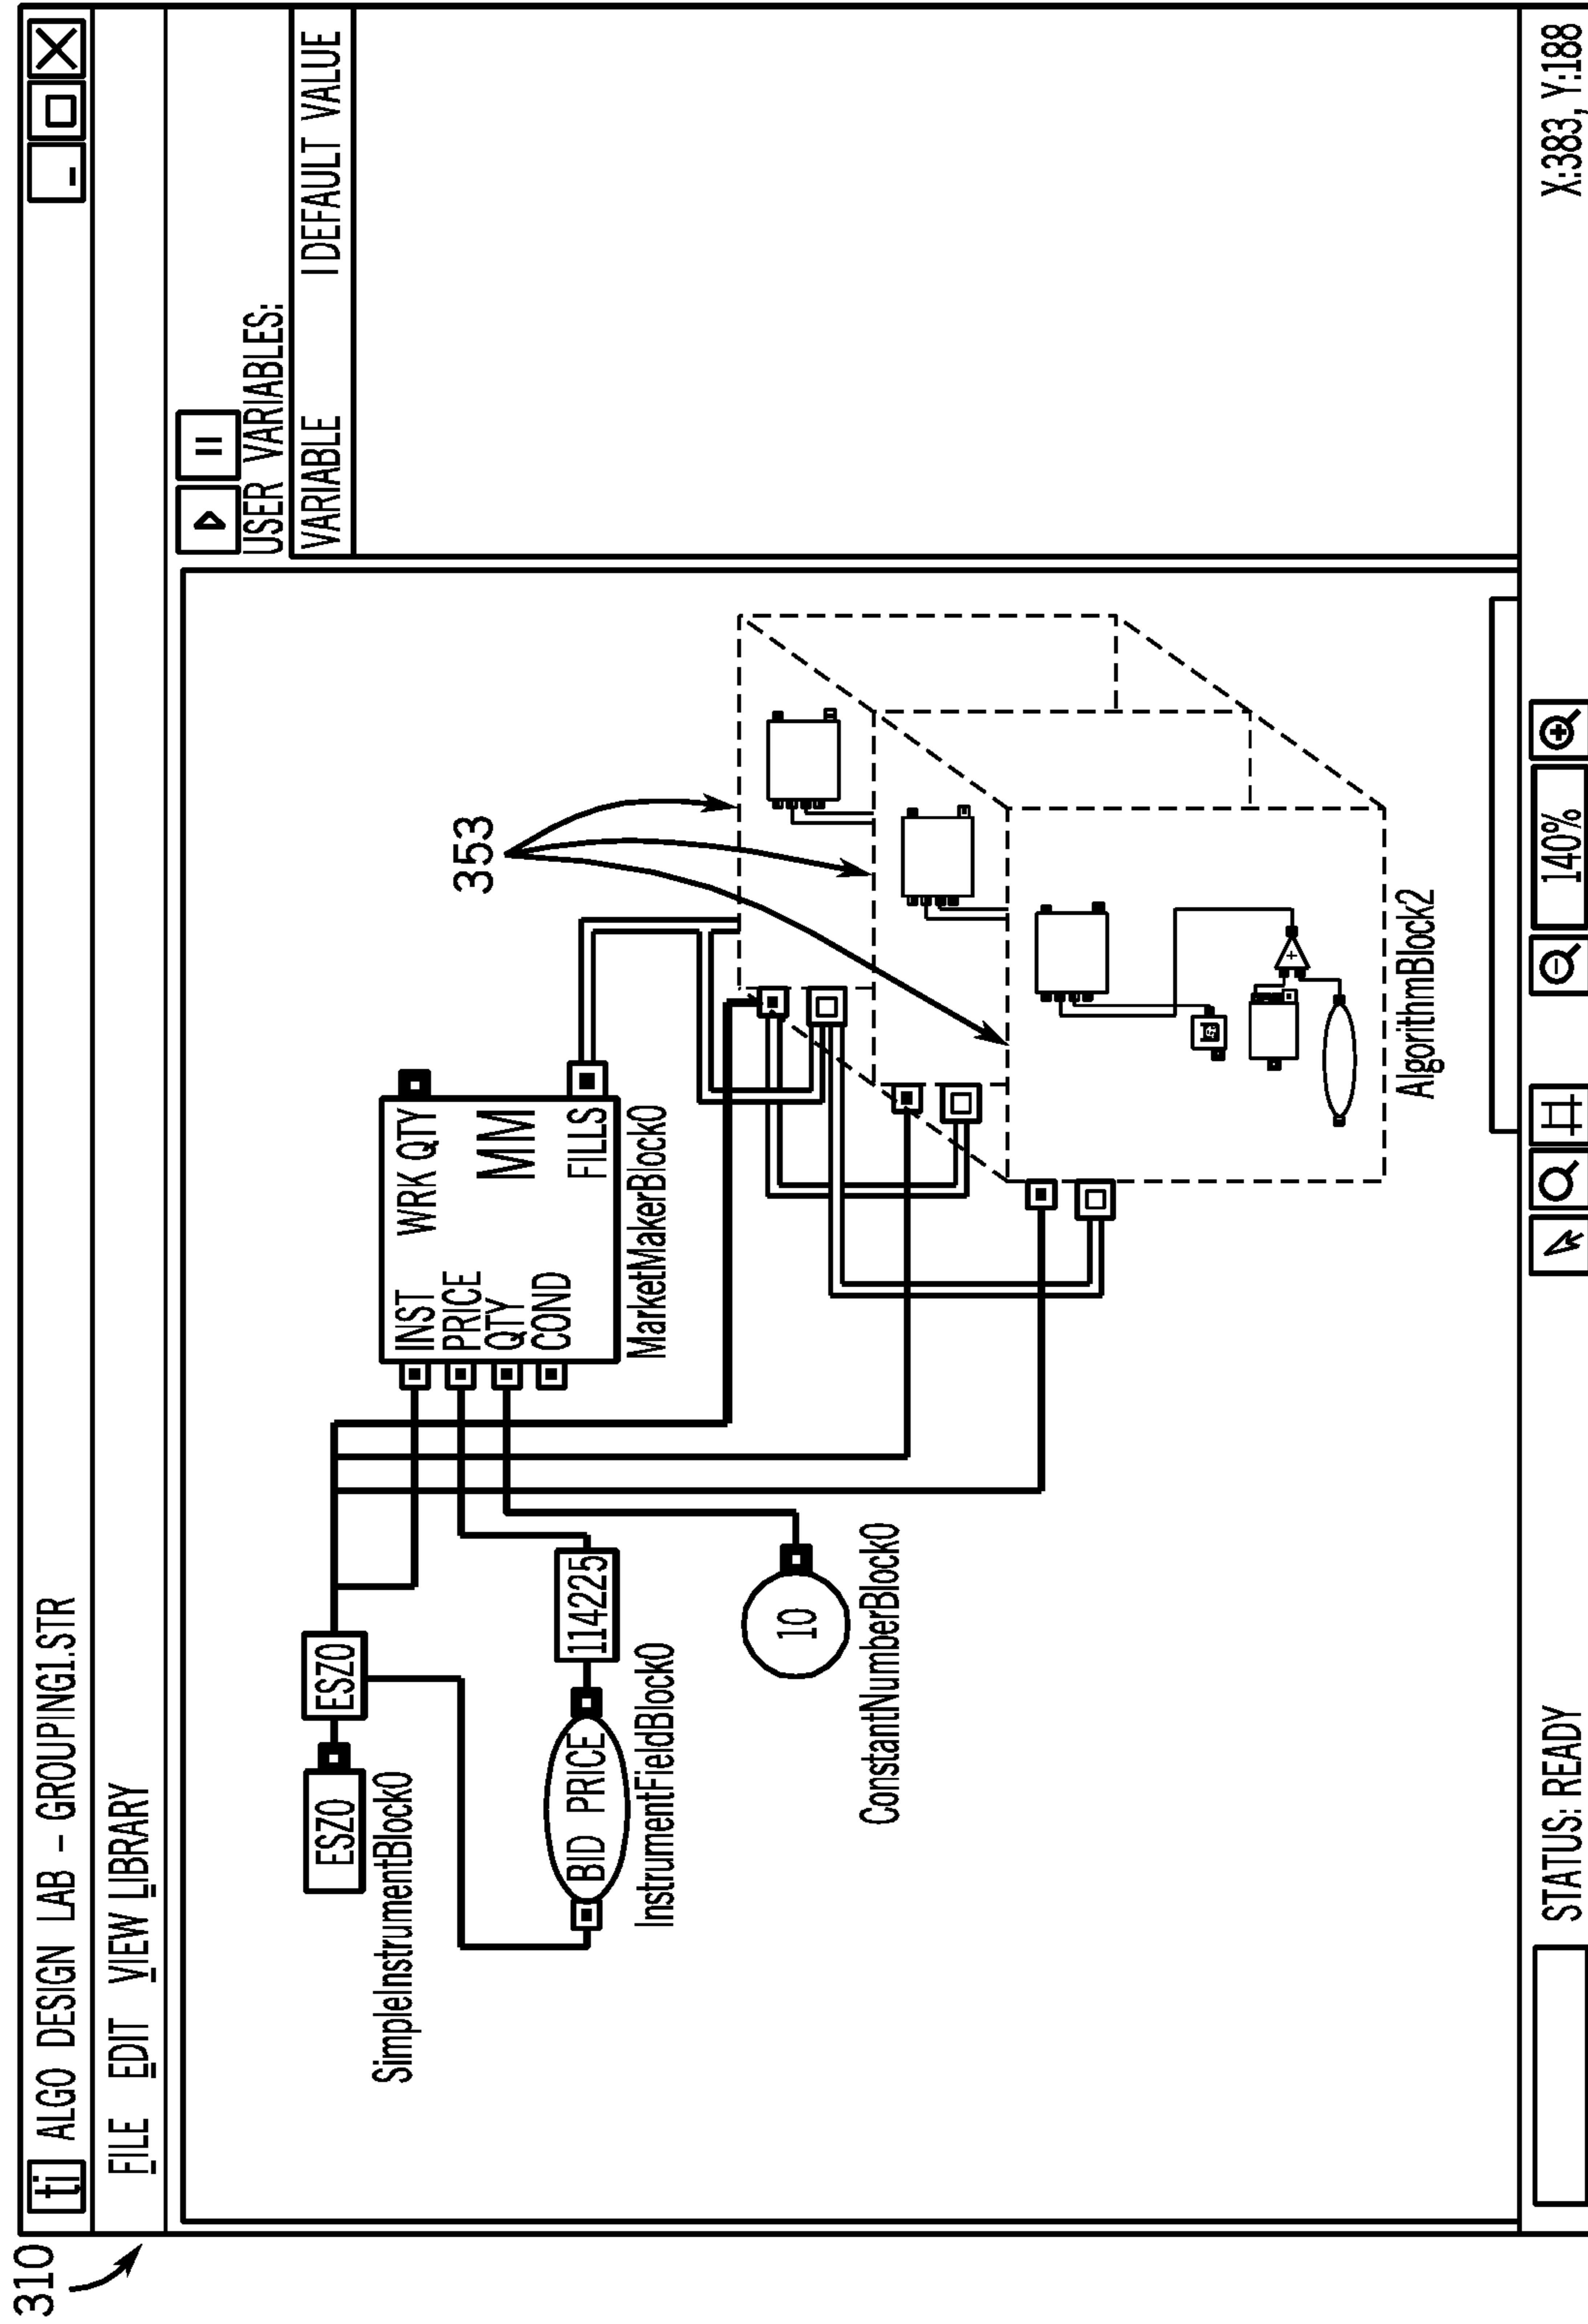 310
ti ALGO DESIGN LAB – GROUPING1.STR
FILE EDIT VIEW LIBRARY
USER VARIABLES:
VARIABLE | DEFAULT VALUE
ESZ0
ESZ0
SimpleInstrumentBlock0
INST WRK QTY
PRICE
QTY MM
COND FILLS
MarketMakerBlock0
353
BID PRICE
114225
InstrumentFieldBlock0
10
ConstantNumberBlock0
+
AlgorithmBlock2
STATUS: READY
140%
X:383, Y:188